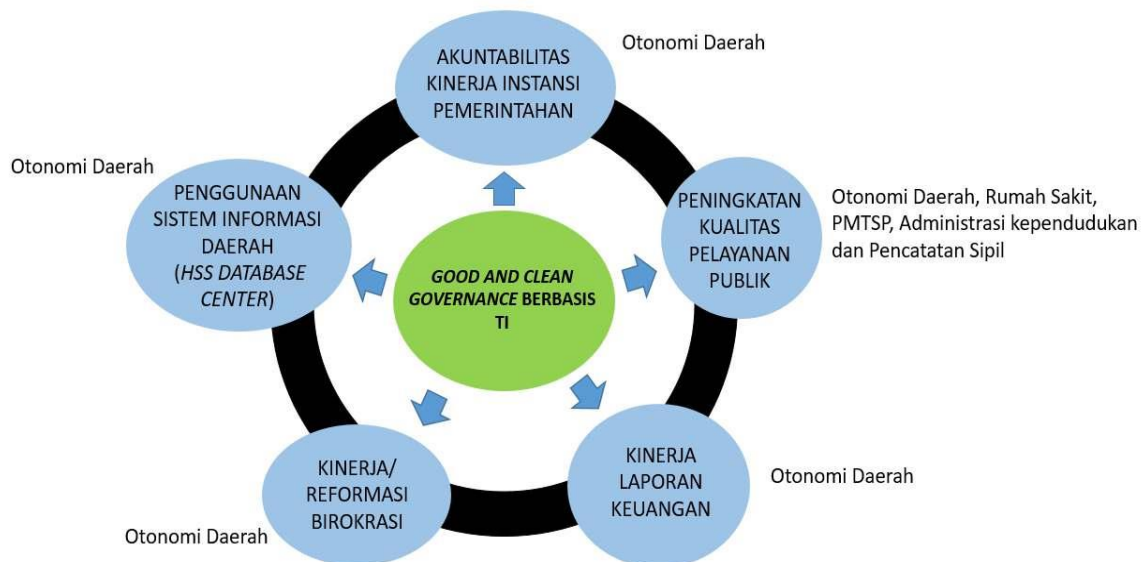 AKUNTABILITAS
KINERJA INSTANSI
PEMERINTAHAN
Otonomi Daerah
Otonomi Daerah
PENGGUNAAN
SISTEM INFORMASI
DAERAH
(HSS DATABASE
CENTER)
PENINGKATAN
KUALITAS
PELAYANAN
PUBLIK
Otonomi Daerah, Rumah Sakit,
PMTSP, Administrasi kependudukan
dan Pencatatan Sipil
GOOD AND CLEAN
GOVERNANCE BERBASIS
TI
KINERJA/
REFORMASI
BIROKRASI
Otonomi Daerah
KINERJA
LAPORAN
KEUANGAN
Otonomi Daerah